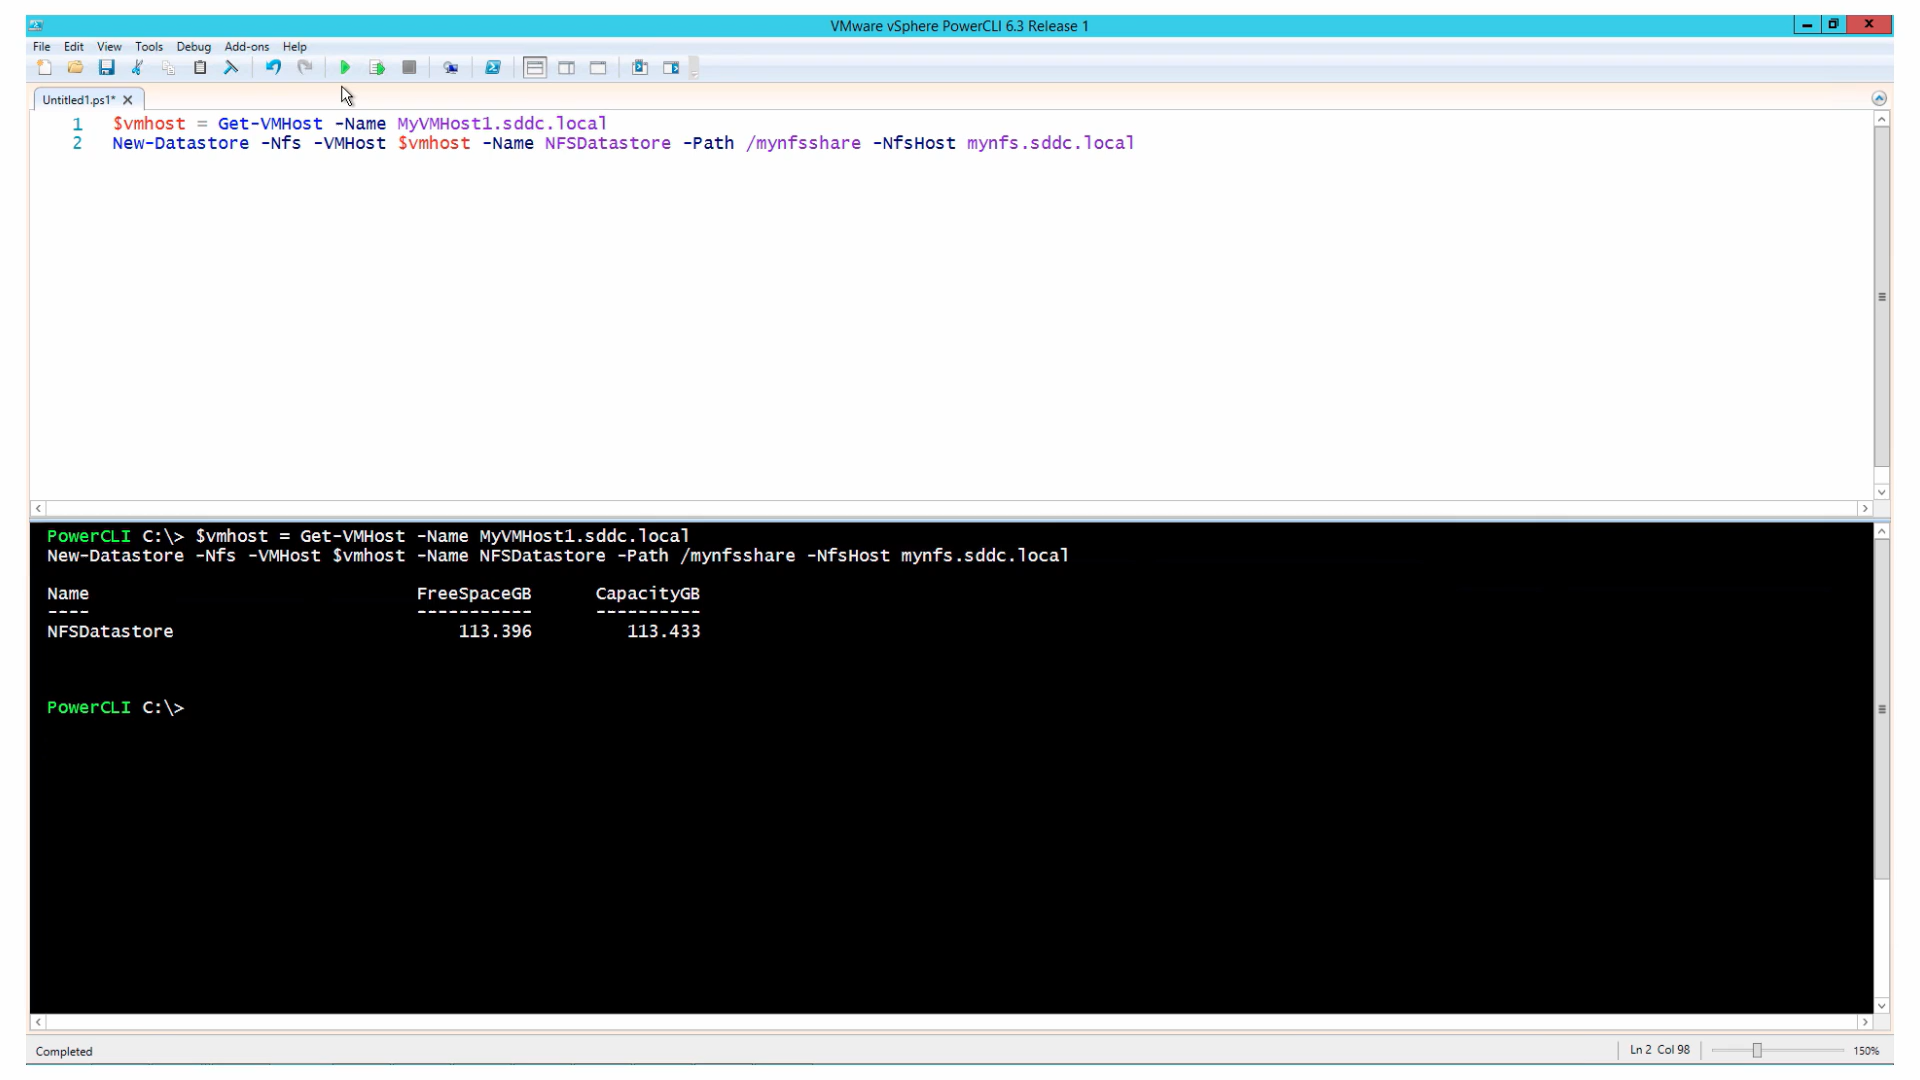 VMware vSphere PowerCLI 6.3 Release 1
File Edit View Tools Debug Add-ons Help
Untitled1.ps1*
1 $vmhost = Get-VMHost -Name MyVMHost1.sddc.local
2 New-Datastore -Nfs -VMHost $vmhost -Name NFSDatastore -Path /mynfsshare -NfsHost mynfs.sddc.local
PowerCLI C:\> $vmhost = Get-VMHost -Name MyVMHost1.sddc.local
New-Datastore -Nfs -VMHost $vmhost -Name NFSDatastore -Path /mynfsshare -NfsHost mynfs.sddc.local
Name FreeSpaceGB CapacityGB
---- ----------- ----------
NFSDatastore 113.396 113.433
PowerCLI C:\>
Completed Ln 2 Col 98 150%